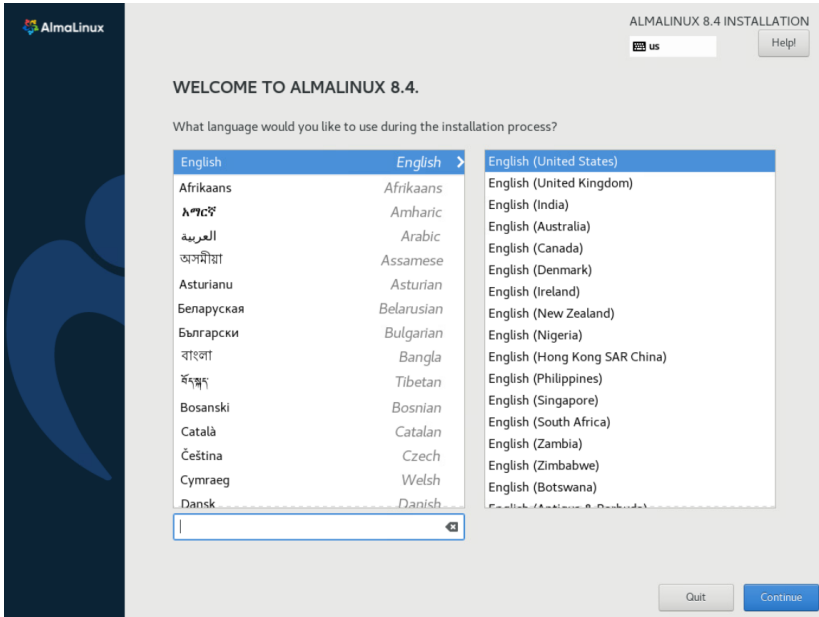 AlmaLinux
ALMALINUX 8.4 INSTALLATION
us
Help!
WELCOME TO ALMALINUX 8.4.
What language would you like to use during the installation process?
English English
Afrikaans Afrikaans
አማርኛ Amharic
العربية Arabic
অসমীয়া Assamese
Asturianu Asturian
Беларуская Belarusian
Български Bulgarian
বাংলা Bangla
བོད་སྐད་ Tibetan
Bosanski Bosnian
Català Catalan
Čeština Czech
Cymraeg Welsh
Dansk Danish
English (United States)
English (United Kingdom)
English (India)
English (Australia)
English (Canada)
English (Denmark)
English (Ireland)
English (New Zealand)
English (Nigeria)
English (Hong Kong SAR China)
English (Philippines)
English (Singapore)
English (South Africa)
English (Zambia)
English (Zimbabwe)
English (Botswana)
English (Antigua & Barbuda)
Quit
Continue